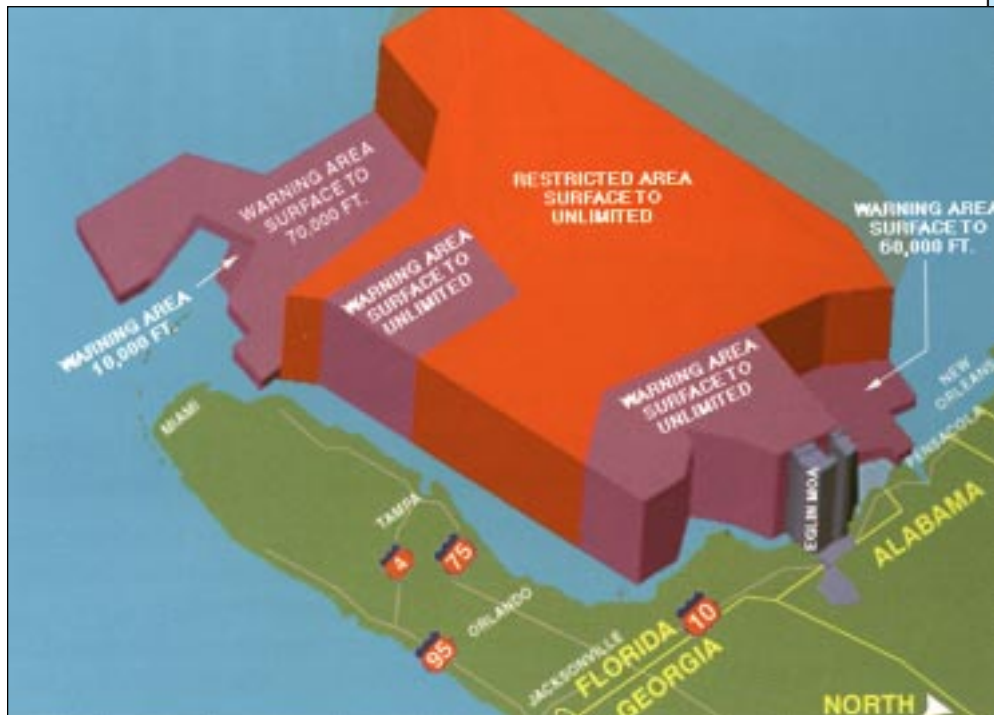 WARNING AREA
SURFACE TO
70,000 FT.
RESTRICTED AREA
SURFACE TO
UNLIMITED
WARNING AREA
SURFACE TO
60,000 FT.
WARNING AREA
SURFACE TO
UNLIMITED
WARNING AREA
10,000 FT.
WARNING AREA
SURFACE TO
UNLIMITED
NEW
ORLEANS
PENSACOLA
MIAMI
EGLIN MOA
TAMPA
ALABAMA
4
75
ORLANDO
10
95
JACKSONVILLE
FLORIDA
GEORGIA
NORTH